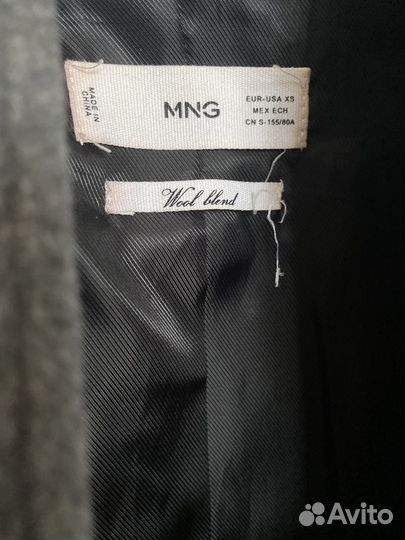 MADE IN
CHINA
MNG
EUR-USA XS
MEX ECH
CN S-155/80A
Wool blend
Avito